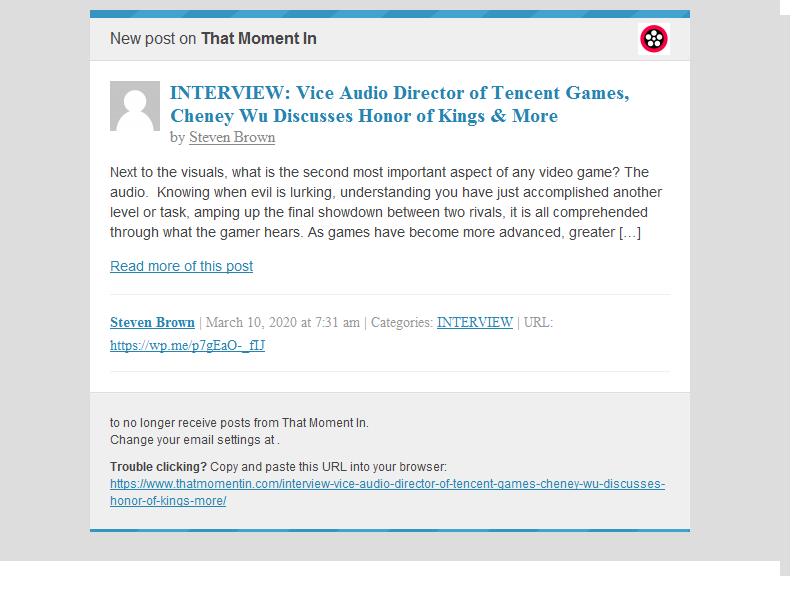 New post on That Moment In
INTERVIEW: Vice Audio Director of Tencent Games,
Cheney Wu Discusses Honor of Kings & More
by Steven Brown
Next to the visuals, what is the second most important aspect of any video game? The
audio.  Knowing when evil is lurking, understanding you have just accomplished another
level or task, amping up the final showdown between two rivals, it is all comprehended
through what the gamer hears. As games have become more advanced, greater […]
Read more of this post
Steven Brown | March 10, 2020 at 7:31 am | Categories: INTERVIEW | URL:
https://wp.me/p7gEaO-_fIJ
to no longer receive posts from That Moment In.
Change your email settings at .
Trouble clicking? Copy and paste this URL into your browser:
https://www.thatmomentin.com/interview-vice-audio-director-of-tencent-games-cheney-wu-discusses-
honor-of-kings-more/